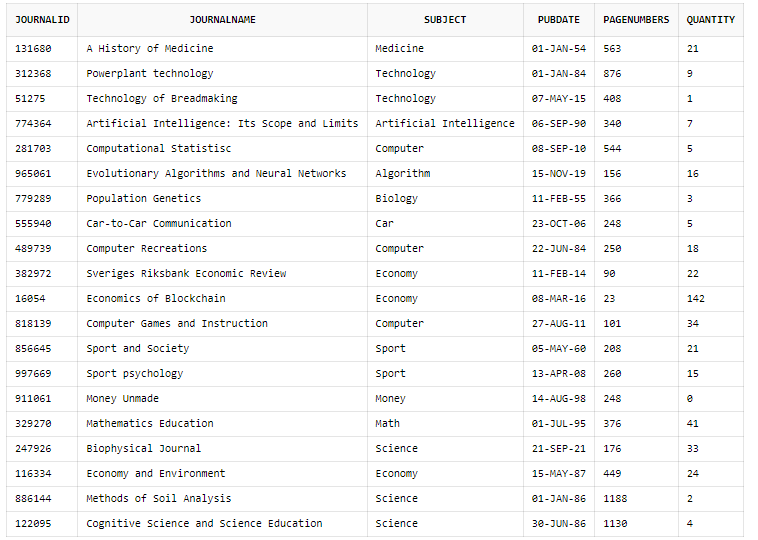 JOURNALID JOURNALNAME SUBJECT PUBDATE PAGENUMBERS QUANTITY
131680 A History of Medicine Medicine 01-JAN-54 563 21
312368 Powerplant technology Technology 01-JAN-84 876 9
51275 Technology of Breadmaking Technology 07-MAY-15 408 1
774364 Artificial Intelligence: Its Scope and Limits Artificial Intelligence 06-SEP-90 340 7
281703 Computational Statistisc Computer 08-SEP-10 544 5
965061 Evolutionary Algorithms and Neural Networks Algorithm 15-NOV-19 156 16
779289 Population Genetics Biology 11-FEB-55 366 3
555940 Car-to-Car Communication Car 23-OCT-06 248 5
489739 Computer Recreations Computer 22-JUN-84 250 18
382972 Sveriges Riksbank Economic Review Economy 11-FEB-14 90 22
16054 Economics of Blockchain Economy 08-MAR-16 23 142
818139 Computer Games and Instruction Computer 27-AUG-11 101 34
856645 Sport and Society Sport 05-MAY-60 208 21
997669 Sport psychology Sport 13-APR-08 260 15
911061 Money Unmade Money 14-AUG-98 248 0
329270 Mathematics Education Math 01-JUL-95 376 41
247926 Biophysical Journal Science 21-SEP-21 176 33
116334 Economy and Environment Economy 15-MAY-87 449 24
886144 Methods of Soil Analysis Science 01-JAN-86 1188 2
122095 Cognitive Science and Science Education Science 30-JUN-86 1130 4